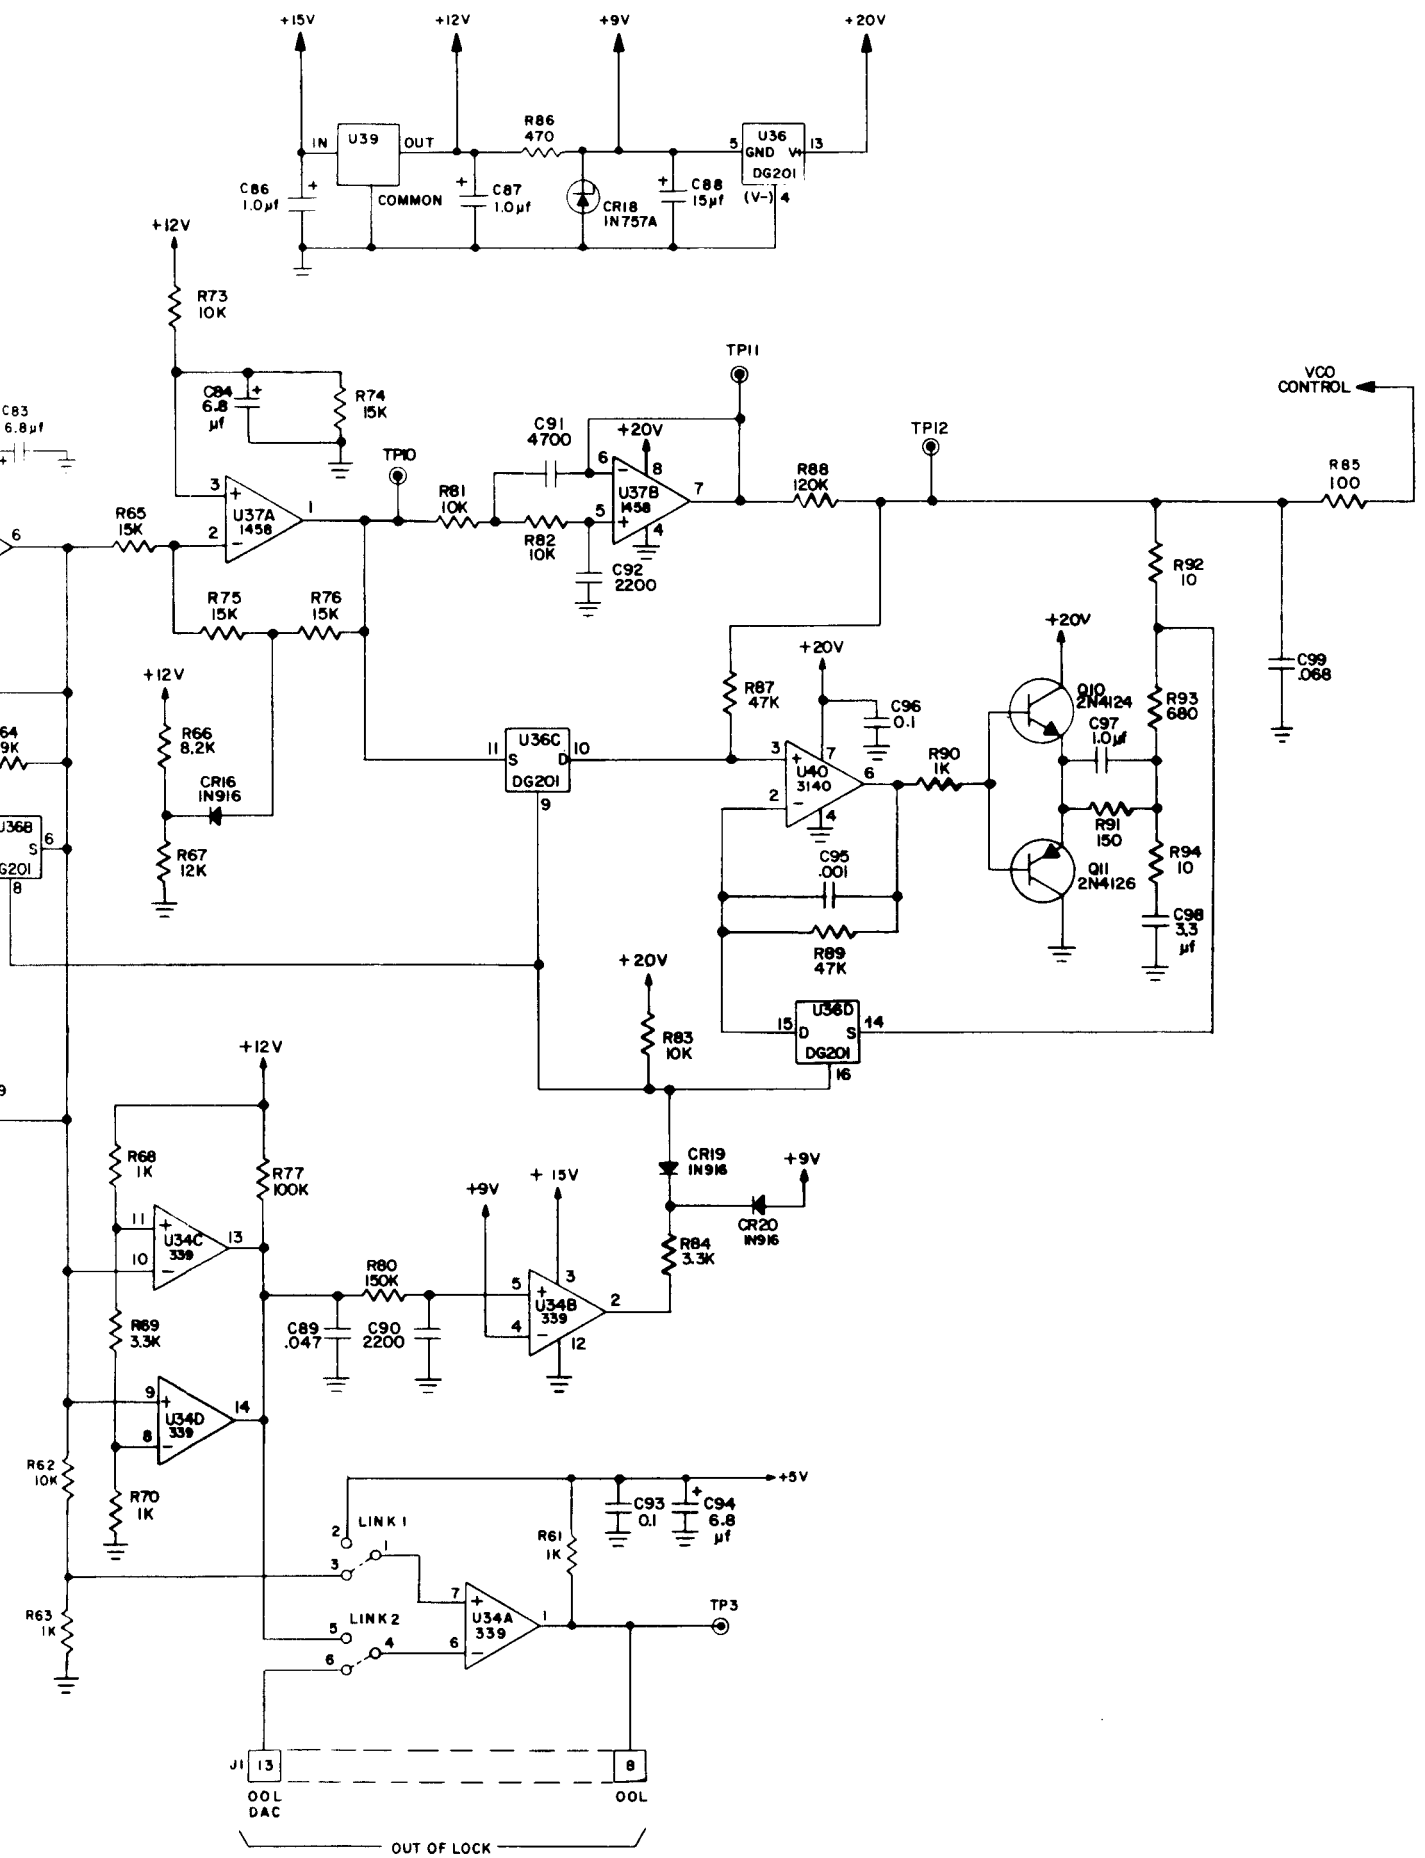 +15V
+12V
+9V
+20V
IN
U39
OUT
COMMON
R86
470
5
U36
GND V+
13
DG201
(V-)
4
C86
1.0µf
+
+
C87
1.0µf
CR18
1N757A
+
C88
15µf
+12V
R73
10K
C84
6.8
µf
+
R74
15K
C83
6.8µf
+
TP11
VCO
CONTROL
TP10
C91
4700
+20V
6
-
8
U37B
1458
7
5
+
4
TP12
R88
120K
R85
100
3
+
U37A
1458
1
2
-
R65
15K
6
R81
10K
R82
10K
C92
2200
R75
15K
R76
15K
+12V
R66
8.2K
CR16
1N916
R67
12K
64
9K
U36B
S
6
G201
8
11
U36C
S D
10
DG201
9
R87
47K
+20V
C96
0.1
3
+
7
U40
3140
6
2
-
4
R90
1K
+20V
Q10
2N4124
C97
1.0µf
R91
150
Q11
2N4126
R92
10
R93
680
R94
10
C98
3.3
µf
C99
.068
C95
.001
R89
47K
+20V
R83
10K
15
U36D
D S
14
DG201
16
9
+12V
R68
1K
R77
100K
11
+
U34C
339
13
10
-
R69
3.3K
9
+
U34D
339
14
8
-
R62
10K
R70
1K
R63
1K
R80
150K
C89
.047
C90
2200
+9V
+15V
5
+
3
U34B
339
2
4
-
12
CR19
1N916
+9V
CR20
1N916
R84
3.3K
+5V
C93
0.1
+
C94
6.8
µf
R61
1K
2
LINK 1
1
3
5
LINK 2
4
6
7
+
U34A
339
1
6
-
TP3
J1
13
8
OOL
DAC
OOL
OUT OF LOCK